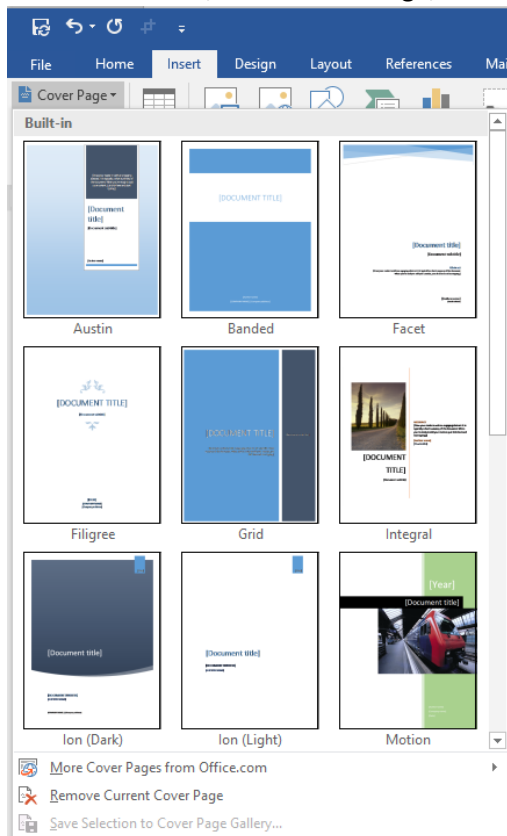 File Home Insert Design Layout References Mai
Cover Page
Built-in
[Document
title]
[DOCUMENT TITLE]
[Document title]
Austin Banded Facet
[DOCUMENT TITLE]
[DOCUMENT TITLE]
[DOCUMENT
TITLE]
Filigree Grid Integral
[Document title]
[Document title]
[Year]
[Document title]
Ion (Dark) Ion (Light) Motion
More Cover Pages from Office.com
Remove Current Cover Page
Save Selection to Cover Page Gallery...